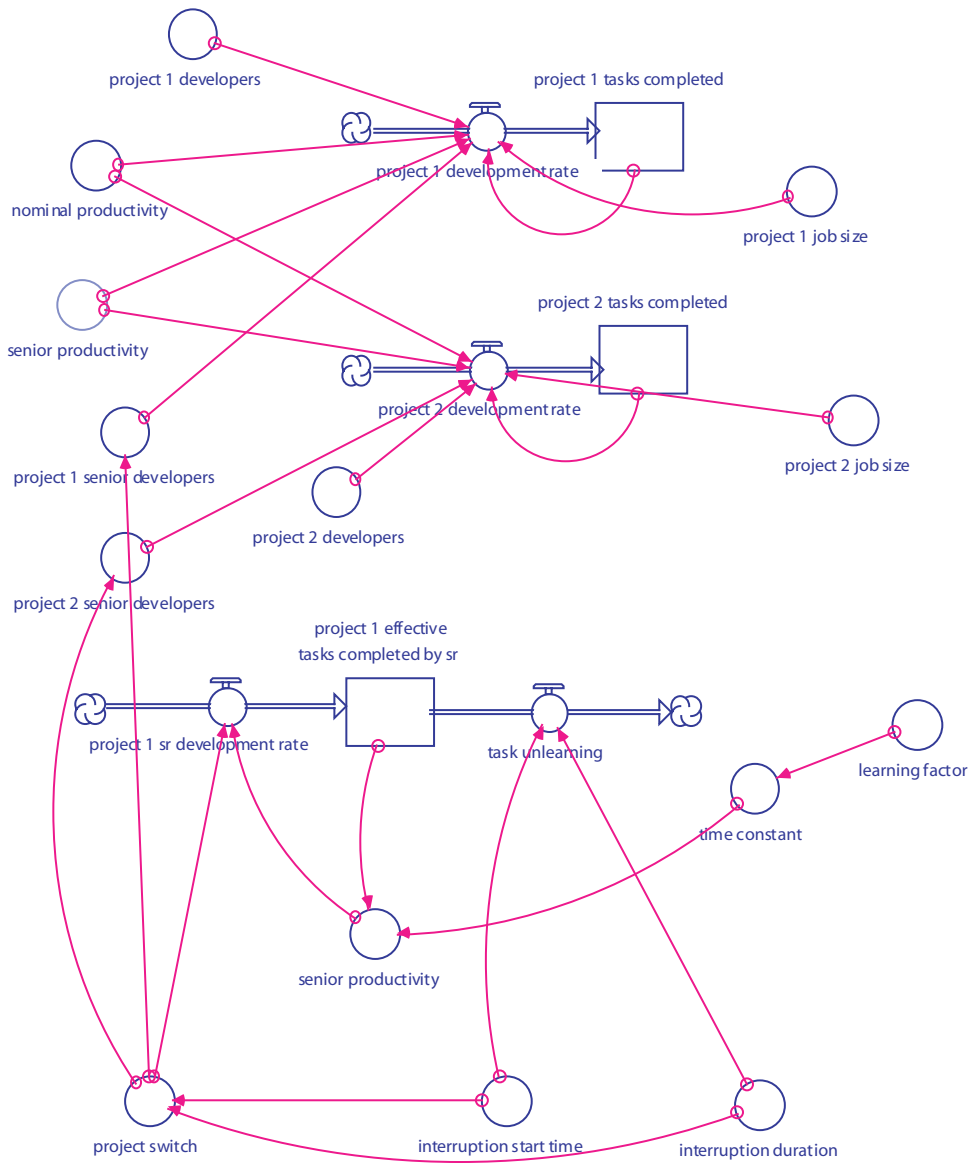 project 1 developers
project 1 tasks completed
project 1 development rate
nominal productivity
project 1 job size
project 2 tasks completed
senior productivity
project 2 development rate
project 2 job size
project 1 senior developers
project 2 developers
project 2 senior developers
project 1 effective
tasks completed by sr
project 1 sr development rate
task unlearning
learning factor
time constant
senior productivity
project switch
interruption start time
interruption duration